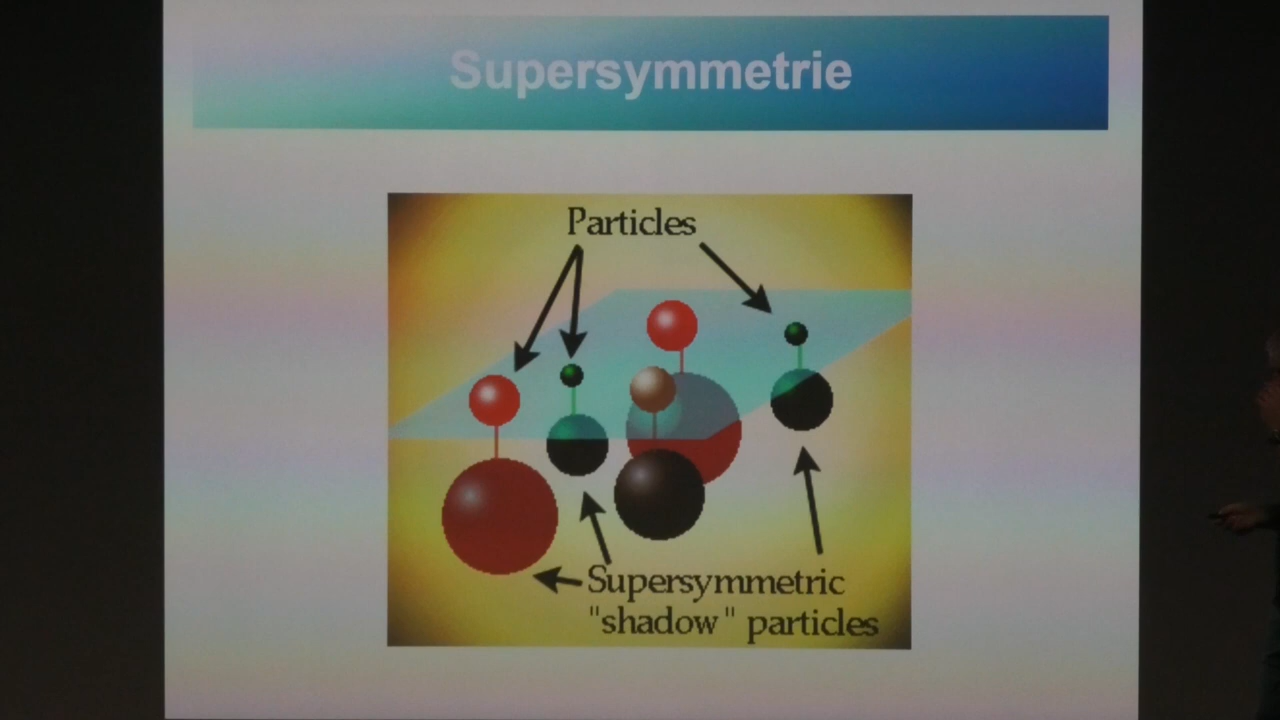 Supersymmetrie
Particles
Supersymmetric
"shadow" particles